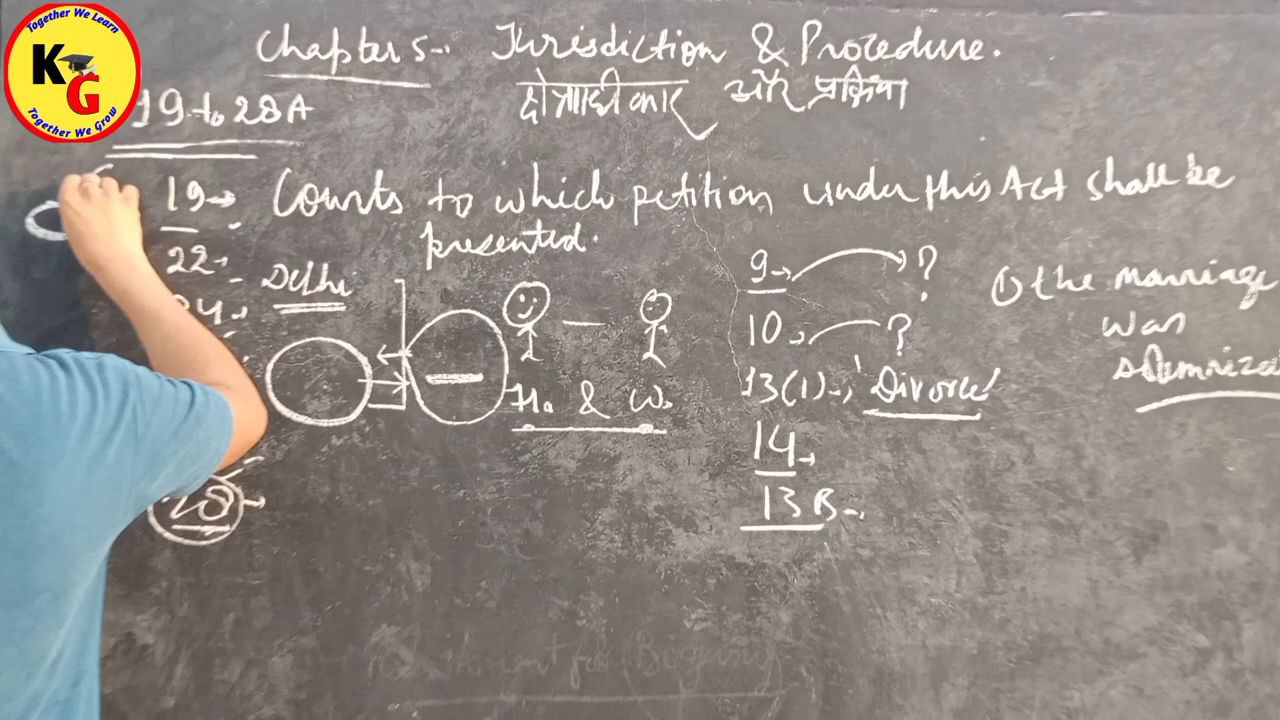 Together We Learn
KG
Together We Grow
Chapter 5-. Jurisdiction & Procedure.
क्षेत्राधीकार और प्रक्रिया
19 to 28A
19→ Courts to which petition under this Act shall be
presented.
22→
Delhi
24→
H. & W.
9→ ?
10→ ?
13(1)→ 'Divorce'
14→
13B→
① the marriage
was
solemnized
28